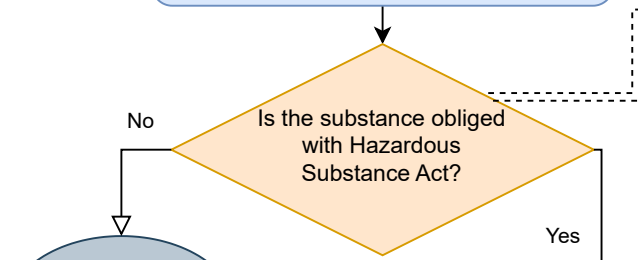 No
Is the substance obliged
with Hazardous
Substance Act?
Yes